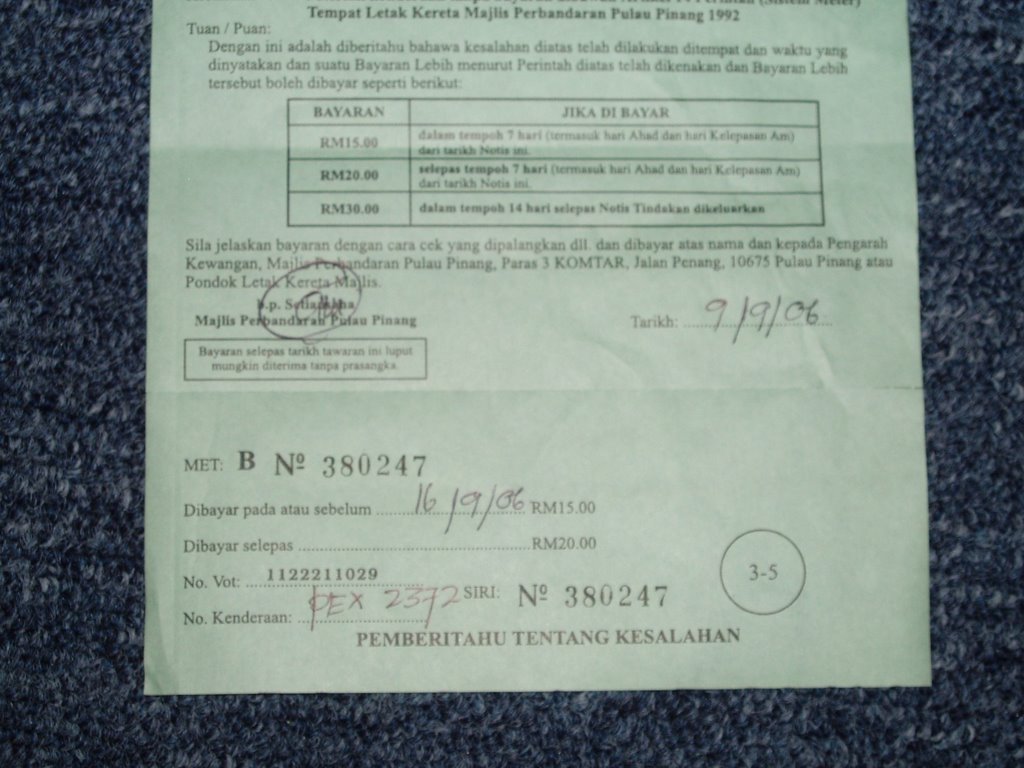 Tempat Letak Kereta Majlis Perbandaran Pulau Pinang 1992
Tuan / Puan:
Dengan ini adalah diberitahu bahawa kesalahan diatas telah dilakukan ditempat dan waktu yang
dinyatakan dan suatu Bayaran Lebih menurut Perintah diatas telah dikenakan dan Bayaran Lebih
tersebut boleh dibayar seperti berikut:
BAYARAN JIKA DI BAYAR
RM15.00 dalam tempoh 7 hari (termasuk hari Ahad dan hari Kelepasan Am)
dari tarikh Notis ini.
RM20.00 selepas tempoh 7 hari (termasuk hari Ahad dan hari Kelepasan Am)
dari tarikh Notis ini.
RM30.00 dalam tempoh 14 hari selepas Notis Tindakan dikeluarkan
Sila jelaskan bayaran dengan cara cek yang dipalangkan dll. dan dibayar atas nama dan kepada Pengarah
Kewangan, Majlis Perbandaran Pulau Pinang, Paras 3 KOMTAR, Jalan Penang, 10675 Pulau Pinang atau
Pondok Letak Kereta Majlis.
b.p. Setiausaha
Majlis Perbandaran Pulau Pinang
Tarikh: 9/9/06
Bayaran selepas tarikh tawaran ini luput
mungkin diterima tanpa prasangka.
MET: B Nº 380247
Dibayar pada atau sebelum 16/9/06 RM15.00
Dibayar selepas RM20.00
No. Vot: 1122211029
SIRI: Nº 380247
3-5
No. Kenderaan: PEX 2372
PEMBERITAHU TENTANG KESALAHAN